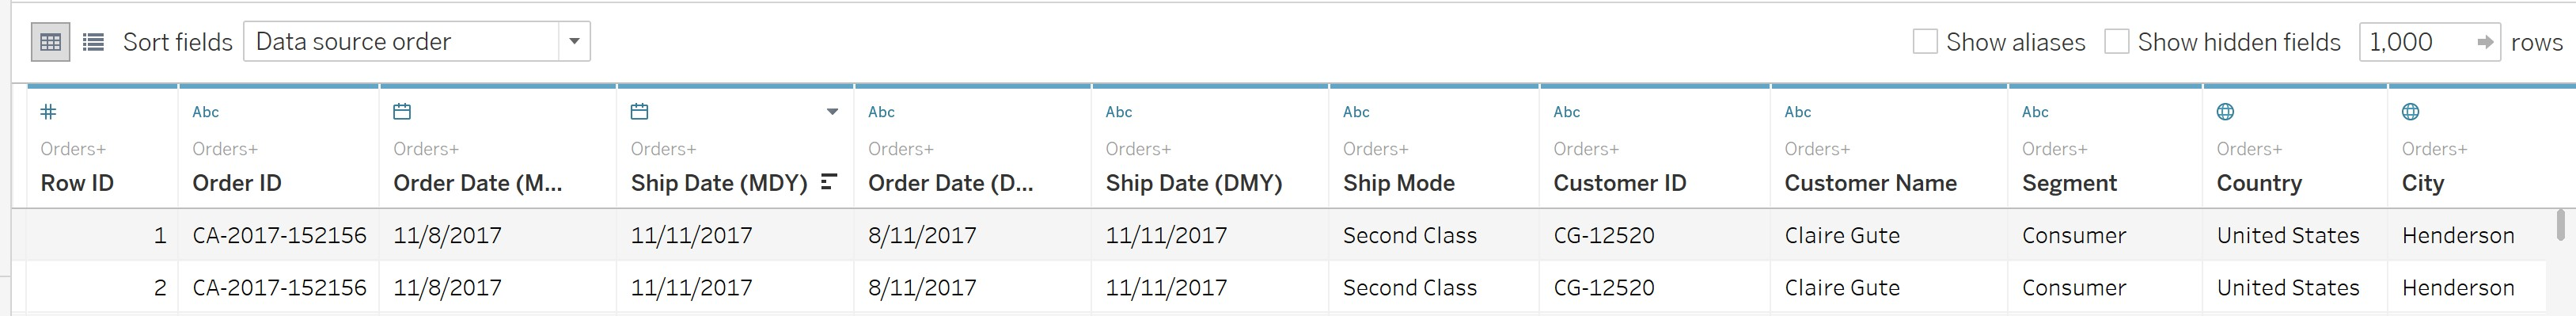 Sort fields Data source order Show aliases Show hidden fields 1,000 rows
# Abc Abc Abc Abc Abc Abc Abc
Orders+ Orders+ Orders+ Orders+ Orders+ Orders+ Orders+ Orders+ Orders+ Orders+ Orders+ Orders+
Row ID Order ID Order Date (M... Ship Date (MDY) Order Date (D... Ship Date (DMY) Ship Mode Customer ID Customer Name Segment Country City
1 CA-2017-152156 11/8/2017 11/11/2017 8/11/2017 11/11/2017 Second Class CG-12520 Claire Gute Consumer United States Henderson
2 CA-2017-152156 11/8/2017 11/11/2017 8/11/2017 11/11/2017 Second Class CG-12520 Claire Gute Consumer United States Henderson